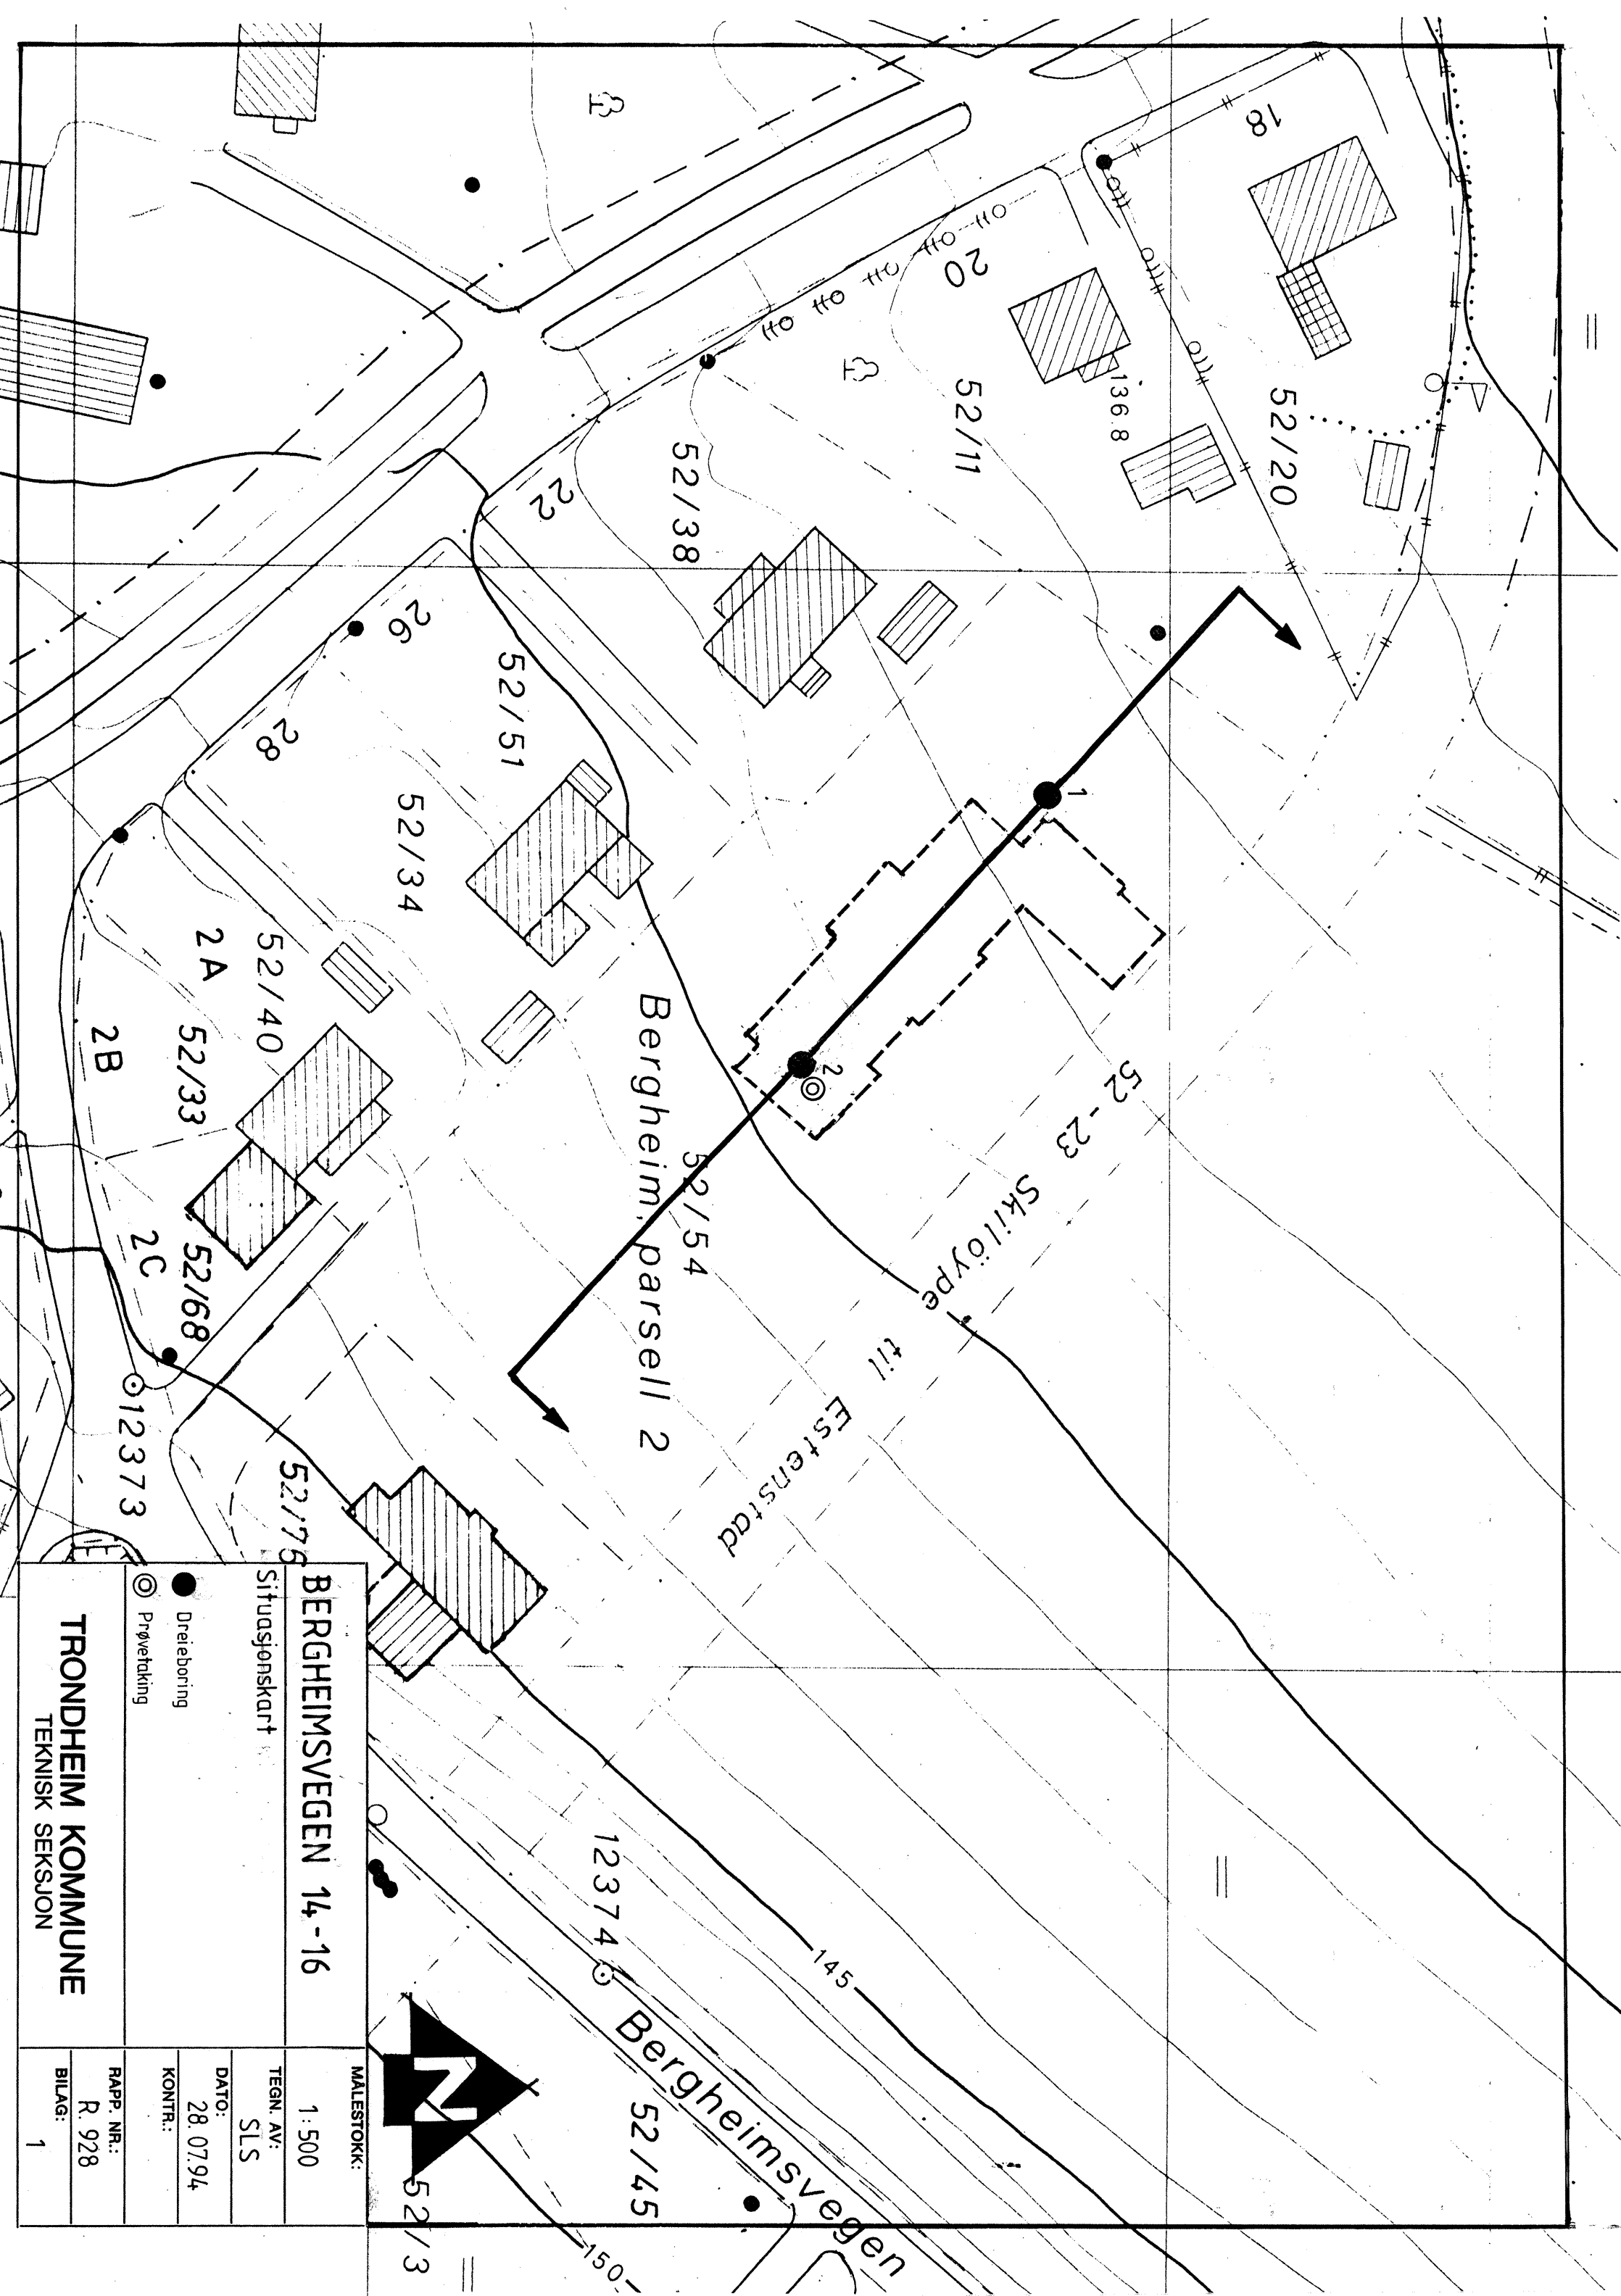 18
20
136.8
52/20
52/11
52/38
22
26
52/51
28
52/34
1
2
52-23 Skilöype til Estenstad
Bergheim, parsell 2
52/54
52/40
2A
52/33
2B
2C
52/68
12373
52/76
12374
145
Bergheimsvegen
52/45
52/3
150
N
BERGHEIMSVEGEN 14-16
Situasjonskart
Dreieboring
Prøvetaking
TRONDHEIM KOMMUNE
TEKNISK SEKSJON
MÅLESTOKK:
1:500
TEGN. AV:
SLS
DATO:
28.07.94
KONTR.:
RAPP. NR.:
R. 928
BILAG:
1